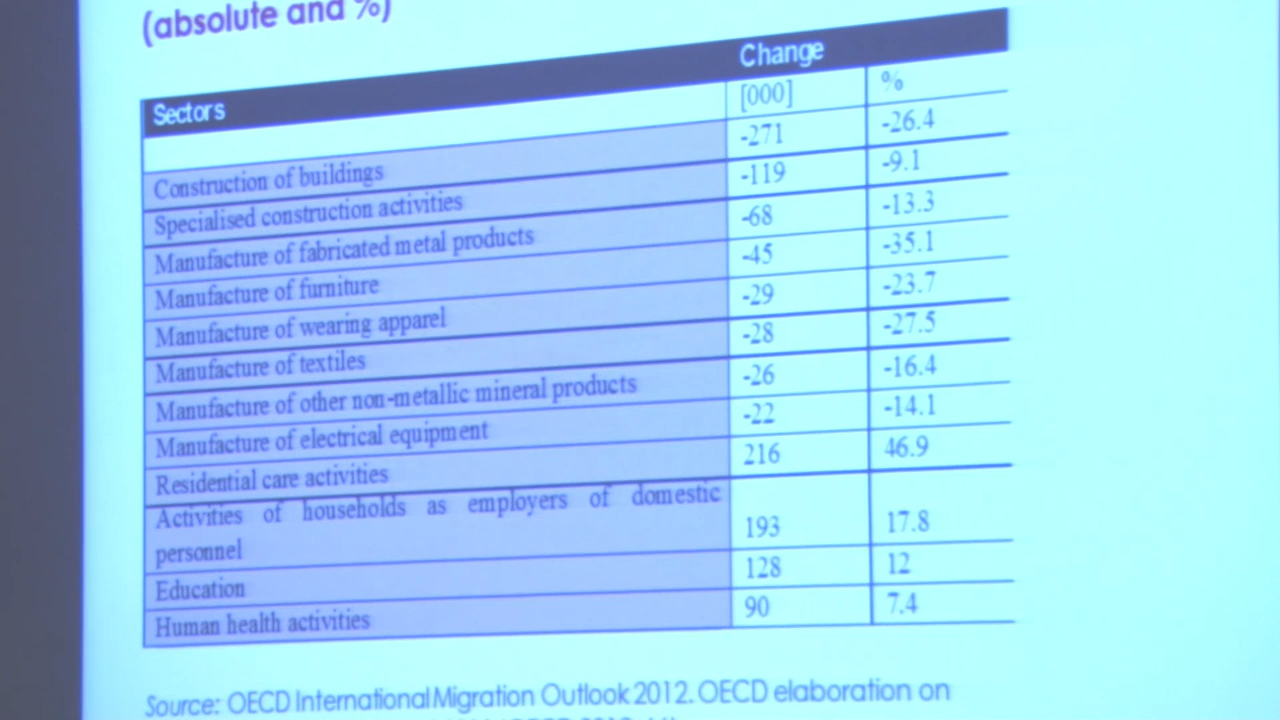 (absolute and %)
Sectors Change
[000] %
Construction of buildings -271 -26.4
Specialised construction activities -119 -9.1
Manufacture of fabricated metal products -68 -13.3
Manufacture of furniture -45 -35.1
Manufacture of wearing apparel -29 -23.7
Manufacture of textiles -28 -27.5
Manufacture of other non-metallic mineral products -26 -16.4
Manufacture of electrical equipment -22 -14.1
Residential care activities 216 46.9
Activities of households as employers of domestic
personnel 193 17.8
Education 128 12
Human health activities 90 7.4
Source: OECD International Migration Outlook 2012. OECD elaboration on